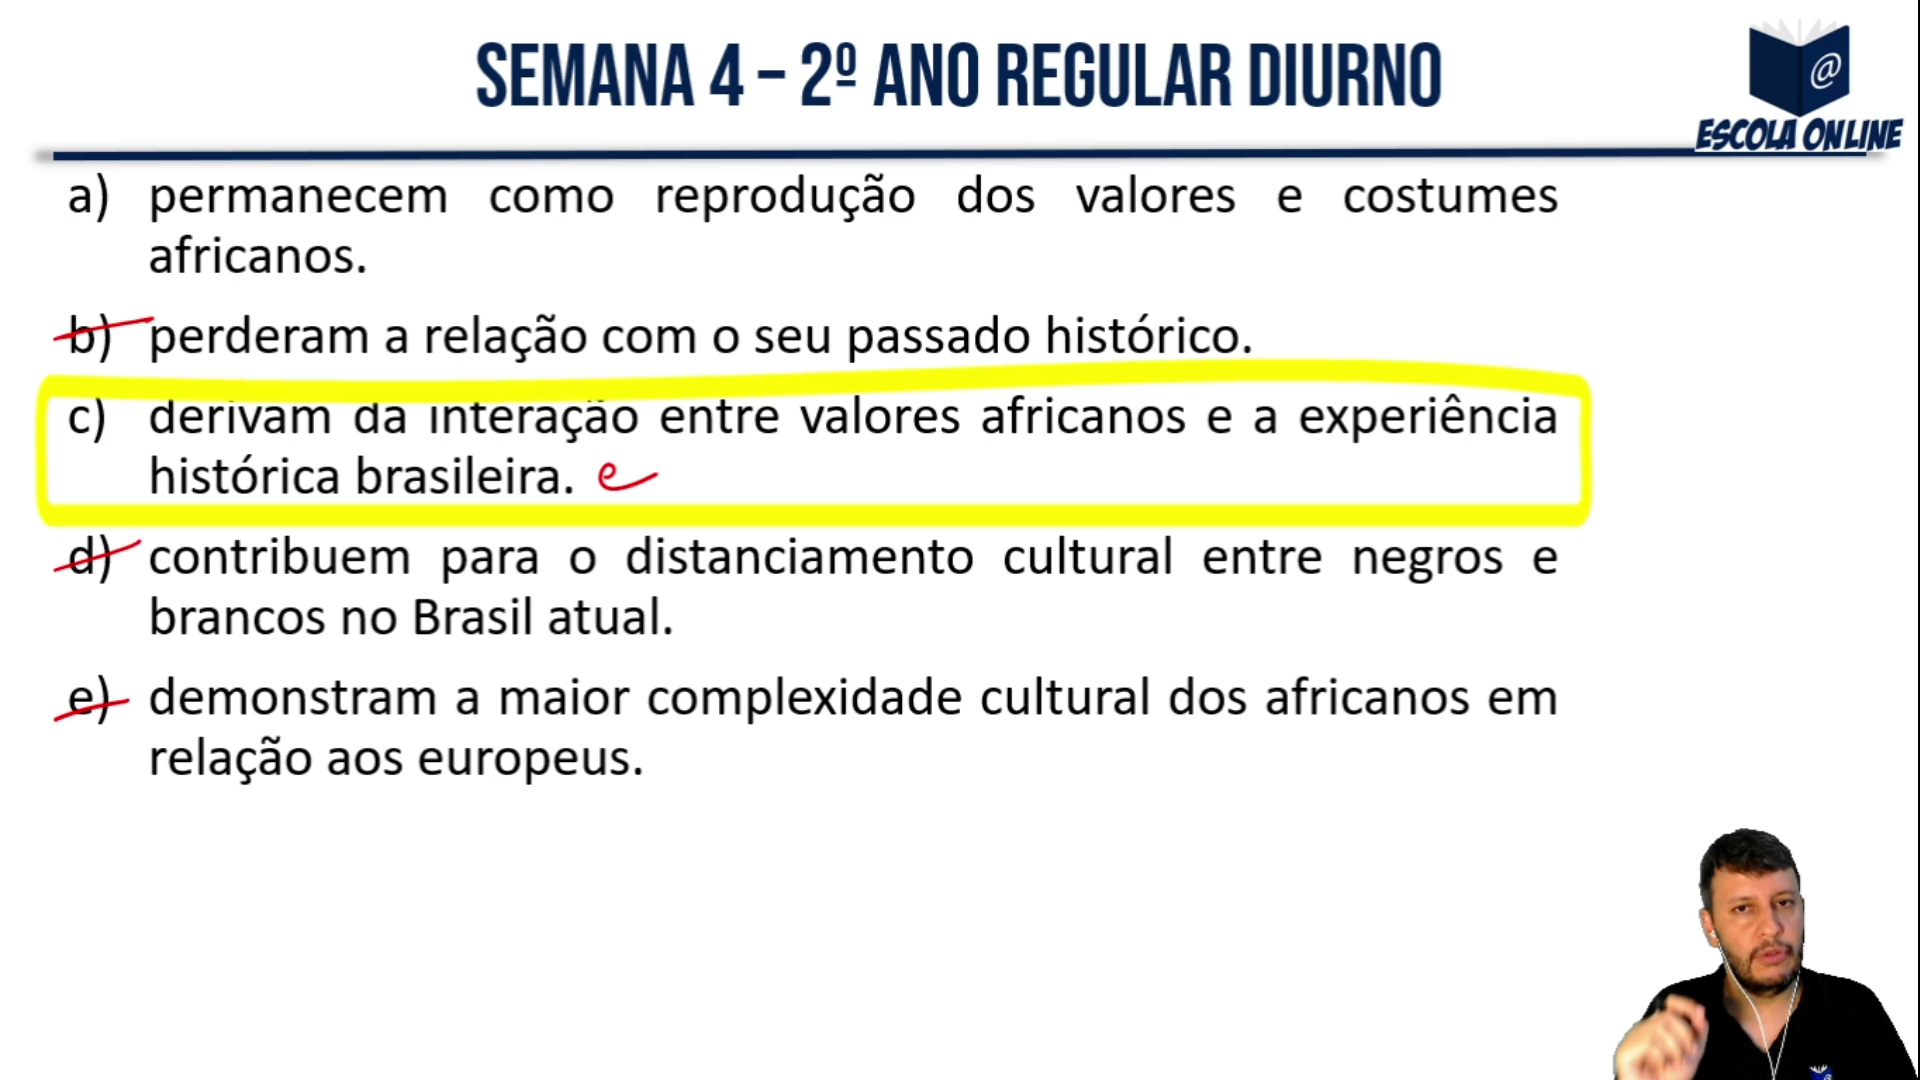 SEMANA 4 – 2º ANO REGULAR DIURNO
@
ESCOLA ONLINE
a) permanecem como reprodução dos valores e costumes
africanos.
b) perderam a relação com o seu passado histórico.
c) derivam da interação entre valores africanos e a experiência
histórica brasileira. e
d) contribuem para o distanciamento cultural entre negros e
brancos no Brasil atual.
e) demonstram a maior complexidade cultural dos africanos em
relação aos europeus.